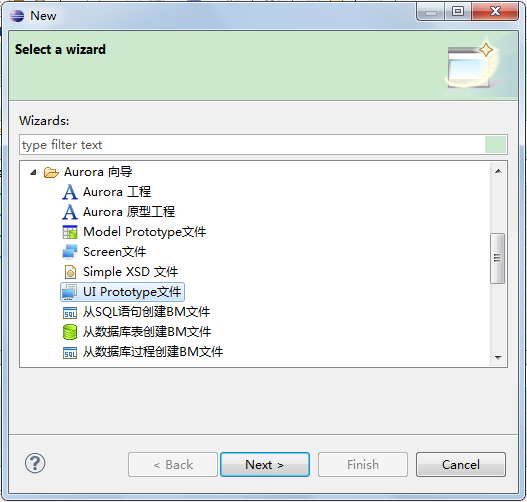 New
Select a wizard
Wizards:
type filter text
Aurora 向导
Aurora 工程
Aurora 原型工程
Model Prototype文件
Screen文件
Simple XSD 文件
UI Prototype文件
从SQL语句创建BM文件
从数据库表创建BM文件
从数据库过程创建BM文件
< Back
Next >
Finish
Cancel